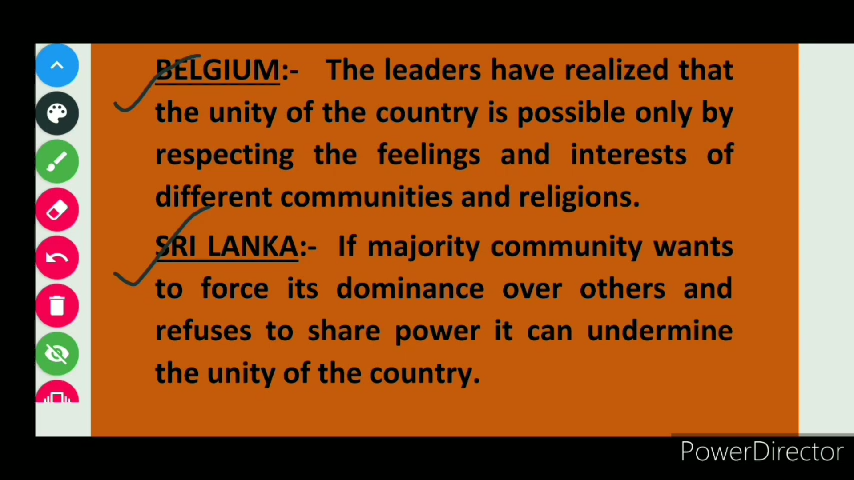 BELGIUM:- The leaders have realized that
the unity of the country is possible only by
respecting the feelings and interests of
different communities and religions.
SRI LANKA:- If majority community wants
to force its dominance over others and
refuses to share power it can undermine
the unity of the country.
PowerDirector